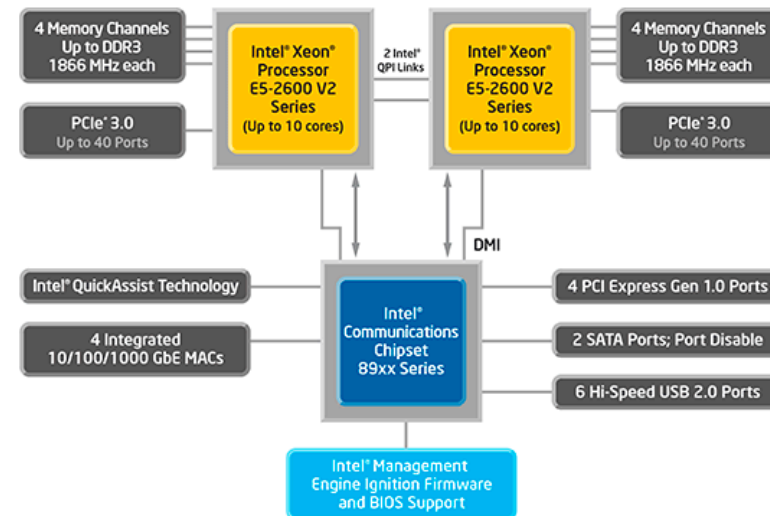 4 Memory Channels
Up to DDR3
1866 MHz each
Intel® Xeon®
Processor
E5-2600 V2
Series
(Up to 10 cores)
2 Intel®
QPI Links
Intel® Xeon®
Processor
E5-2600 V2
Series
(Up to 10 cores)
4 Memory Channels
Up to DDR3
1866 MHz each
PCIe® 3.0
Up to 40 Ports
PCIe® 3.0
Up to 40 Ports
DMI
Intel® QuickAssist Technology
4 Integrated
10/100/1000 GbE MACs
Intel®
Communications
Chipset
89xx Series
4 PCI Express Gen 1.0 Ports
2 SATA Ports; Port Disable
6 Hi-Speed USB 2.0 Ports
Intel® Management
Engine Ignition Firmware
and BIOS Support